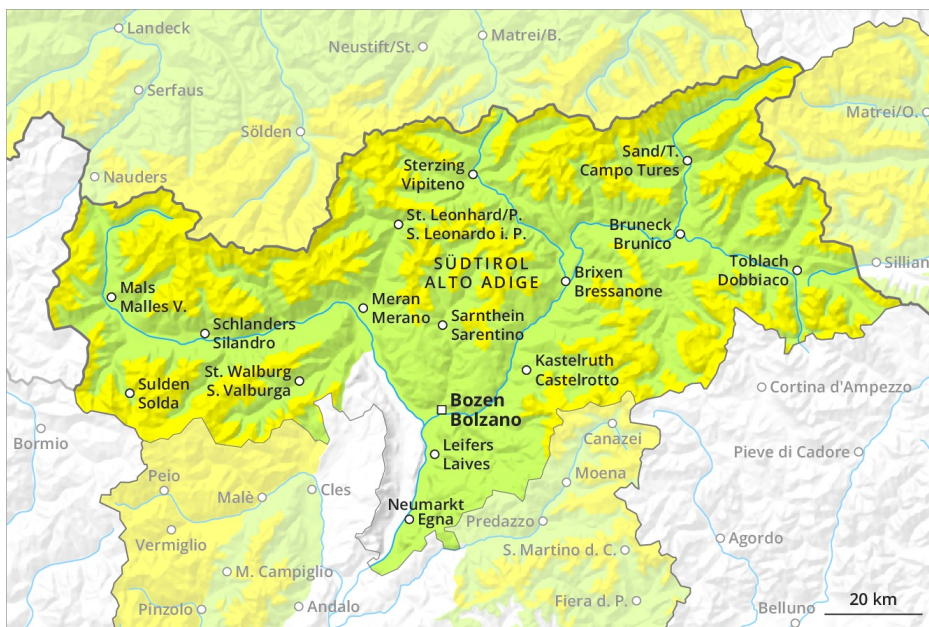 Landeck
Neustift/St.
Matrei/B.
Serfaus
Sölden
Matrei/O.
Nauders
Sterzing
Vipiteno
Sand/T.
Campo Tures
St. Leonhard/P.
S. Leonardo i. P.
Bruneck
Brunico
SÜDTIROL
ALTO ADIGE
Toblach
Dobbiaco
Sillian
Brixen
Bressanone
Mals
Malles V.
Meran
Merano
Schlanders
Silandro
Sarnthein
Sarentino
St. Walburg
S. Valburga
Kastelruth
Castelrotto
Sulden
Solda
Cortina d'Ampezzo
Bozen
Bolzano
Bormio
Canazei
Leifers
Laives
Pieve di Cadore
Peio
Moena
Malè
Cles
Neumarkt
Egna
Predazzo
Vermiglio
Agordo
S. Martino d. C.
M. Campiglio
Pinzolo
Andalo
Fiera d. P.
Belluno
20 km